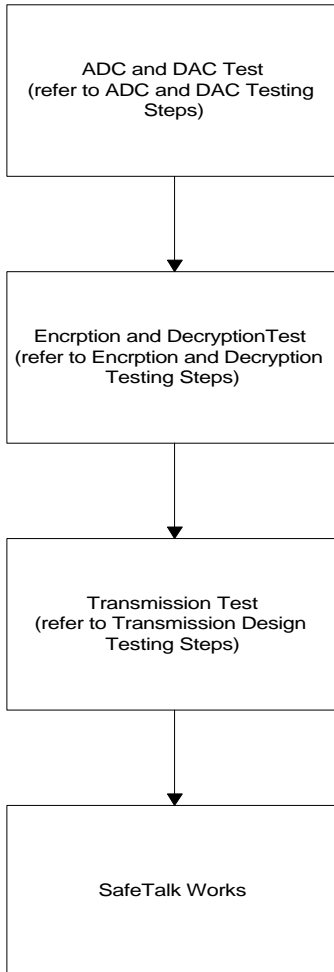 ADC and DAC Test
(refer to ADC and DAC Testing
Steps)
Encrption and DecryptionTest
(refer to Encrption and Decryption
Testing Steps)
Transmission Test
(refer to Transmission Design
Testing Steps)
SafeTalk Works